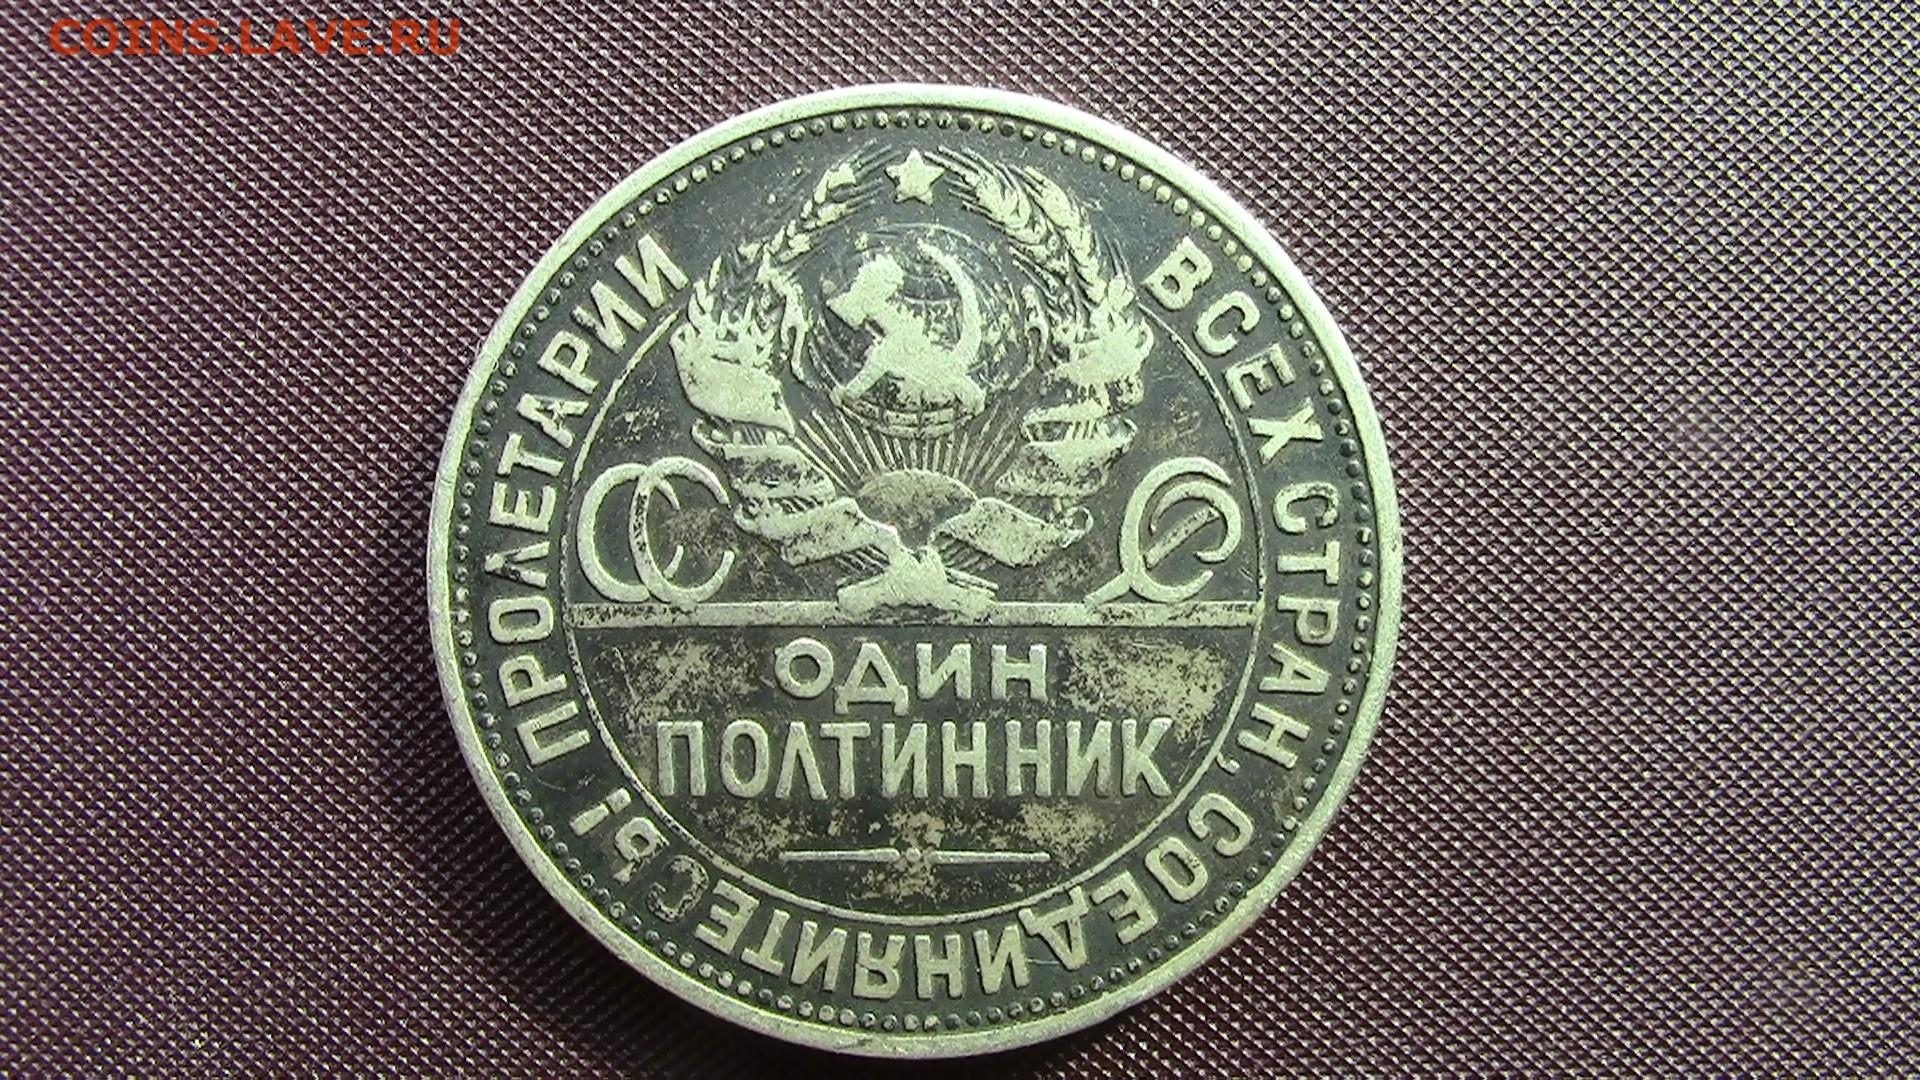 COINS.LAVE.RU
ПРОЛЕТАРИИ ВСЕХ СТРАН, СОЕДИНЯЙТЕСЬ!
СС СР
ОДИН
ПОЛТИННИК